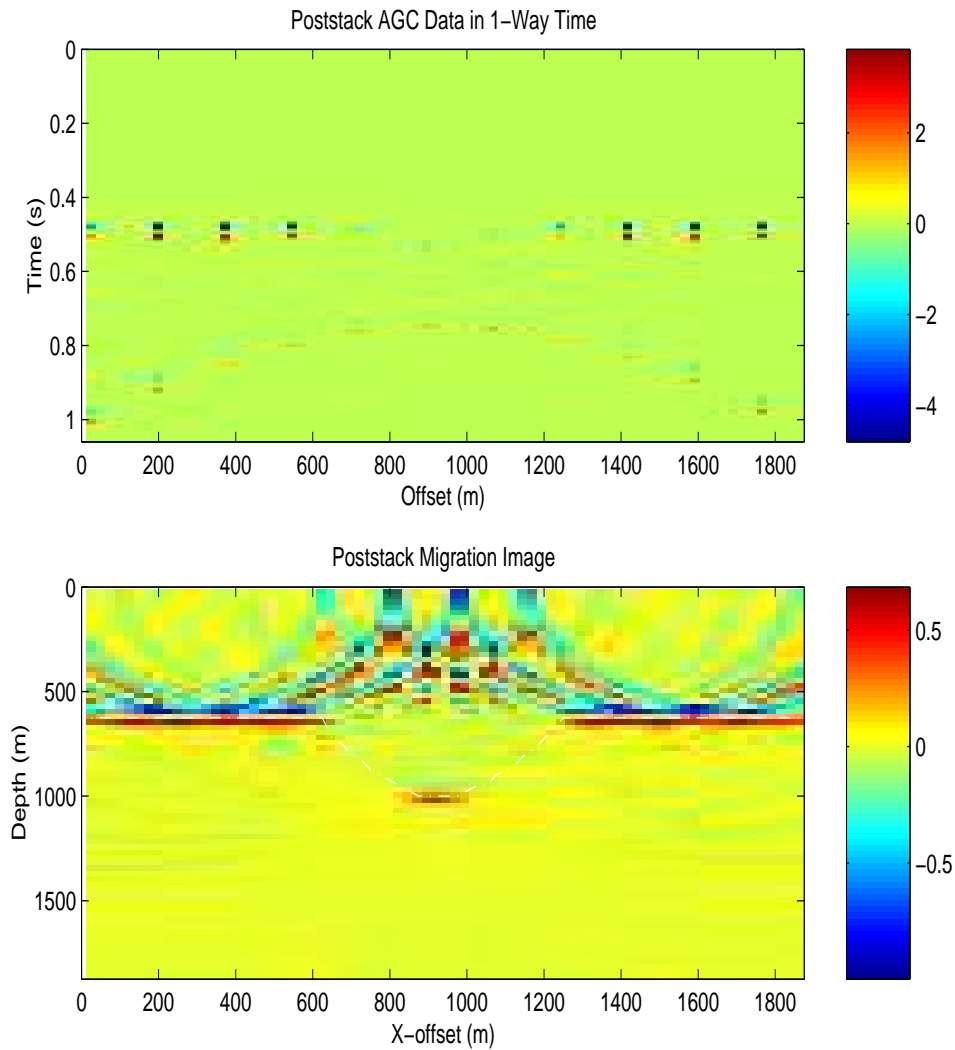 Poststack AGC Data in 1−Way Time
0
0.2
0.4
0.6
0.8
1
Time (s)
0 200 400 600 800 1000 1200 1400 1600 1800
Offset (m)
2
0
−2
−4
Poststack Migration Image
0
500
1000
1500
Depth (m)
0 200 400 600 800 1000 1200 1400 1600 1800
X−offset (m)
0.5
0
−0.5